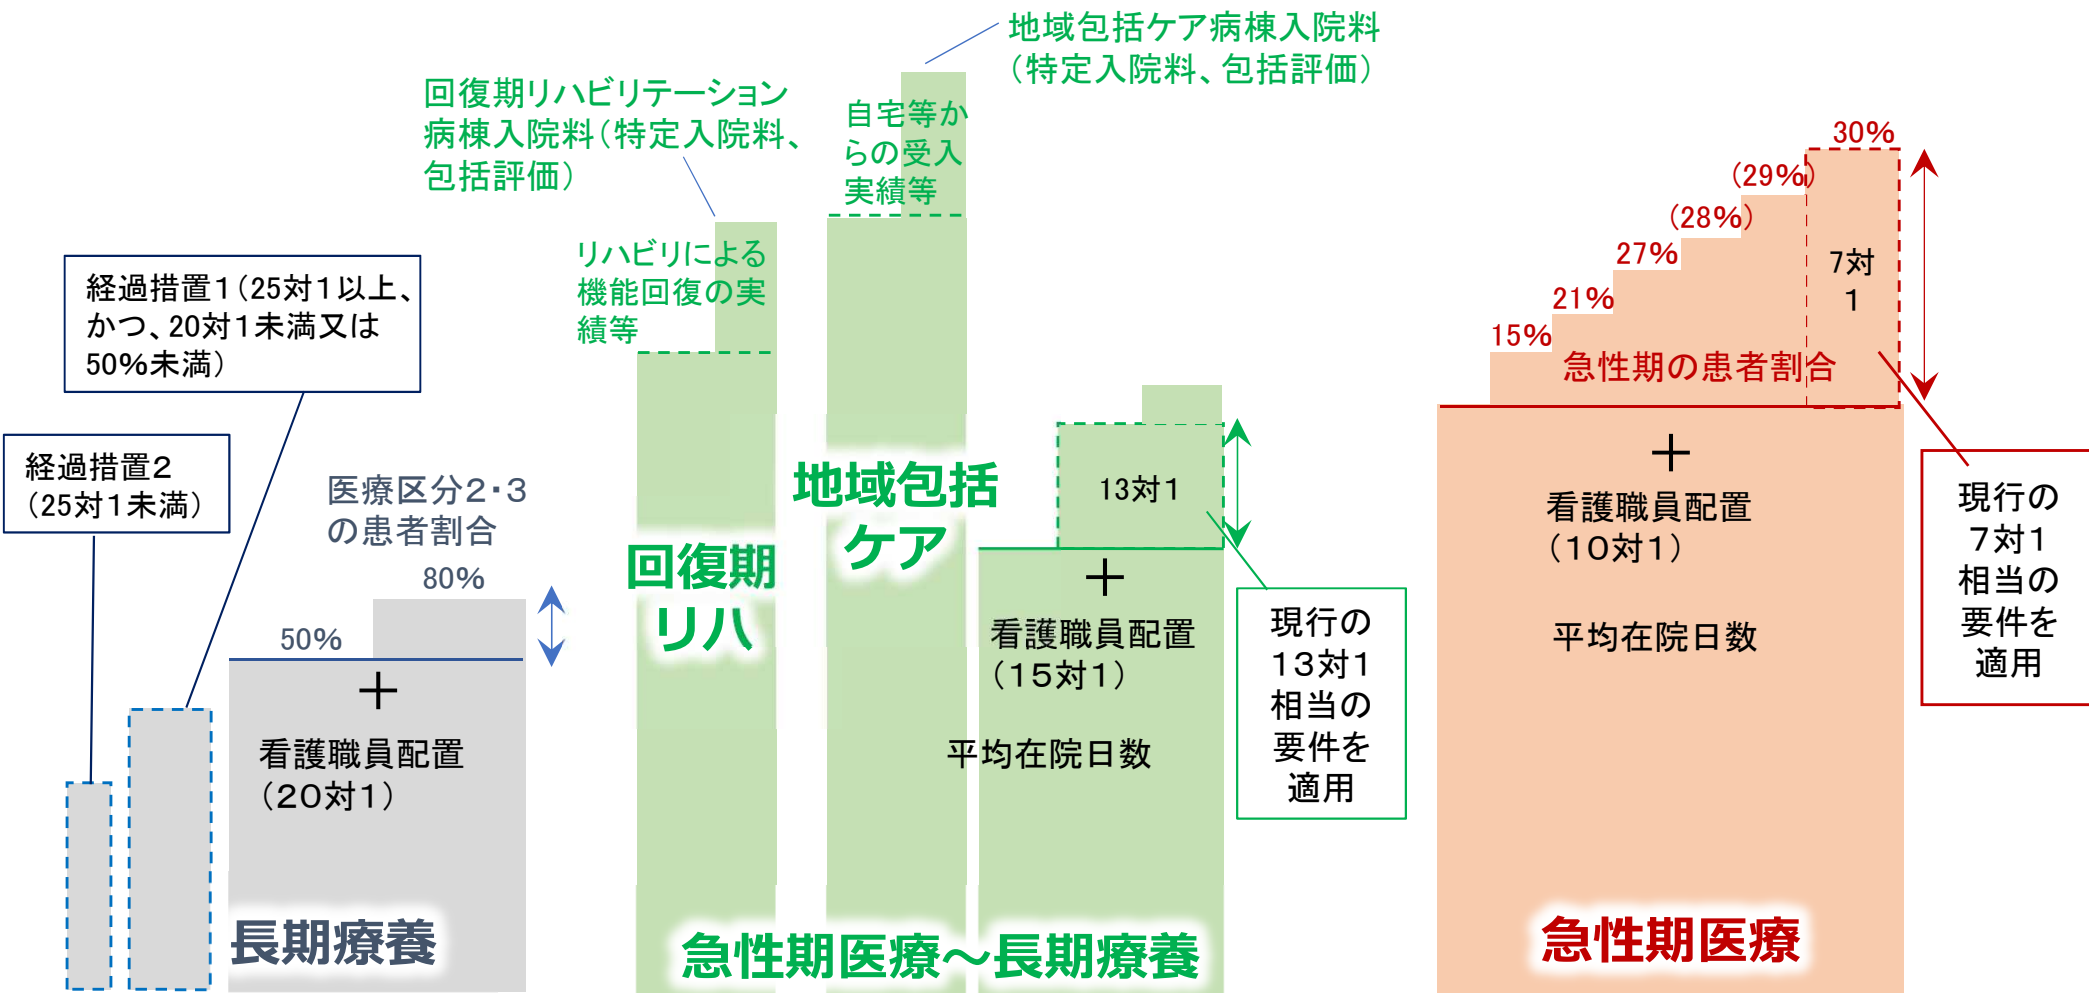 地域包括ケア病棟入院料
（特定入院料、包括評価）
回復期リハビリテーション
病棟入院料（特定入院料、
包括評価）
自宅等か
らの受入
実績等
リハビリによる
機能回復の実
績等
経過措置1（25対1以上、
かつ、20対1未満又は
50%未満）
経過措置2
（25対1未満）
医療区分2・3
の患者割合
80%
50%
＋
看護職員配置
（20対1）
長期療養
回復期
リハ
地域包括
ケア
13対1
＋
看護職員配置
（15対1）
平均在院日数
現行の
13対1
相当の
要件を
適用
急性期医療～長期療養
30%
(29%)
(28%)
27%
21%
15%
7対
1
急性期の患者割合
＋
看護職員配置
（10対1）
平均在院日数
現行の
7対1
相当の
要件を
適用
急性期医療